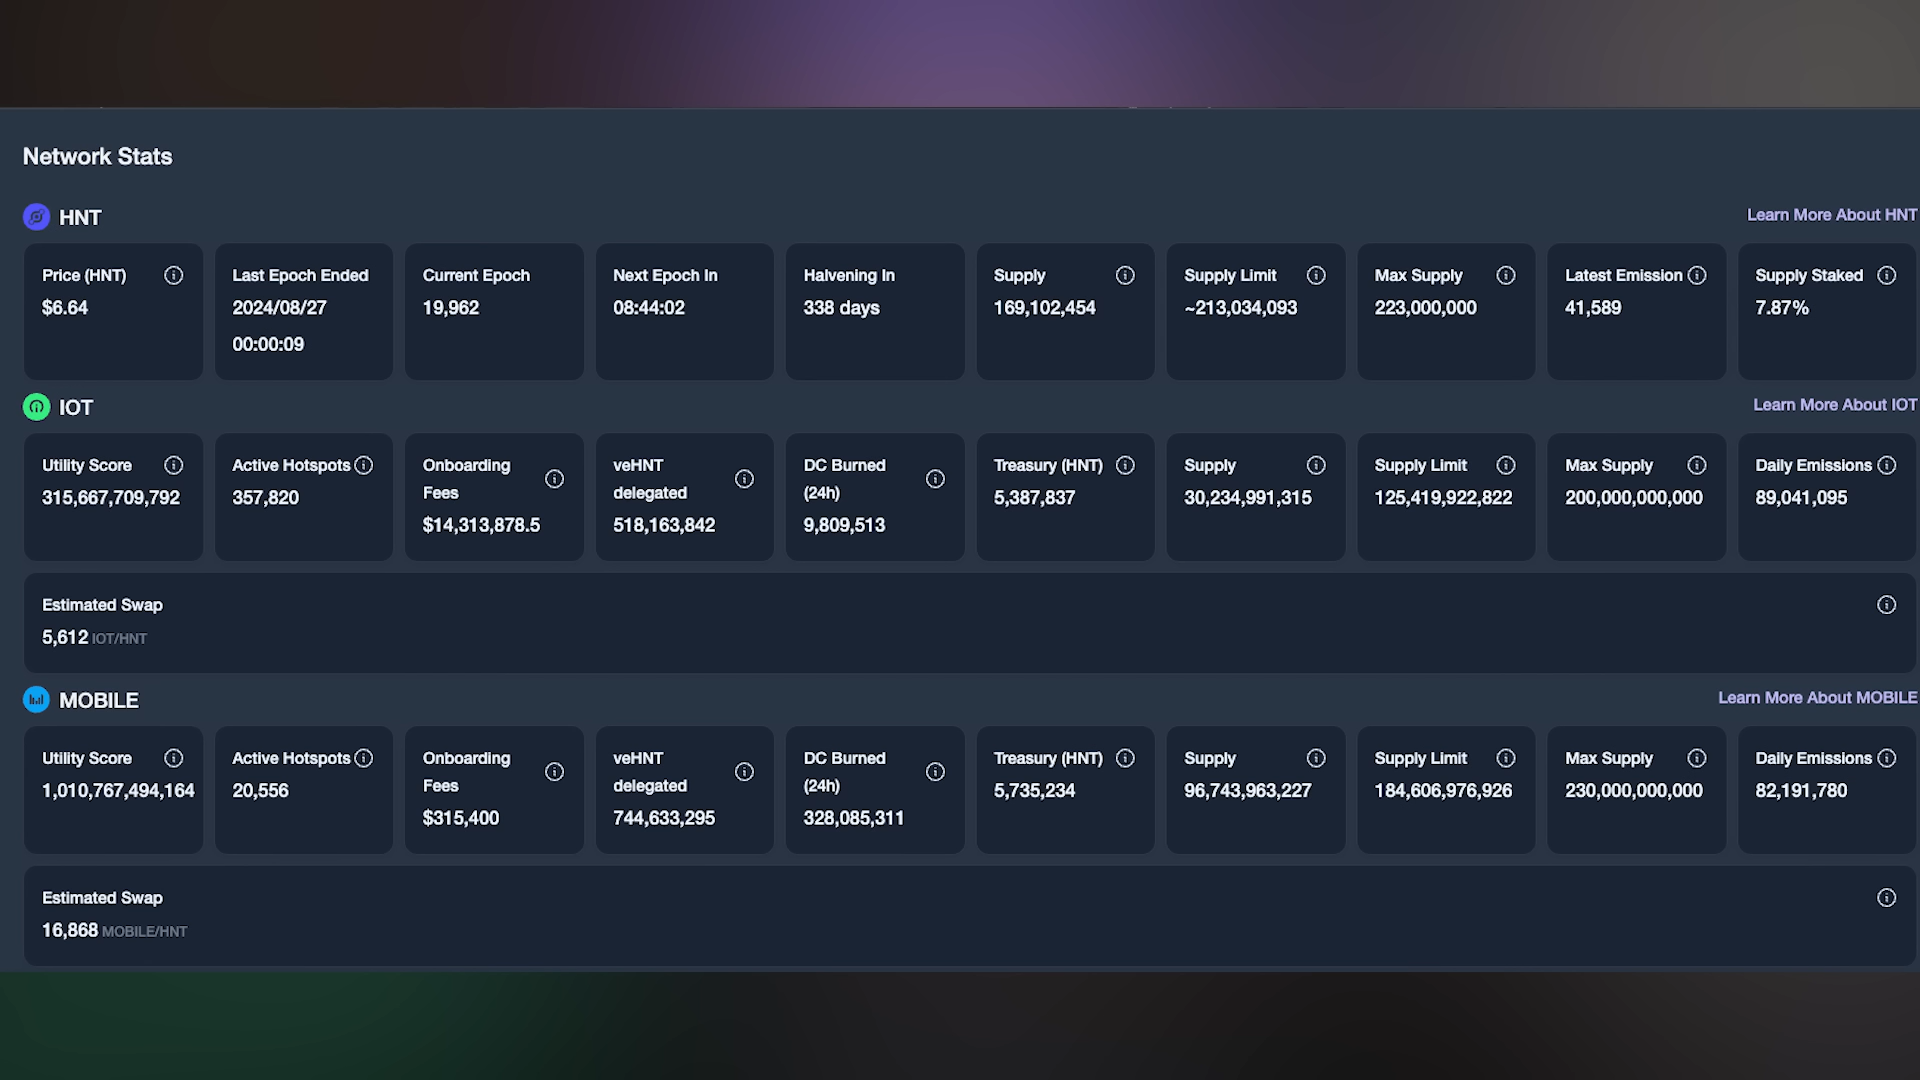 Network Stats
HNT
Learn More About HNT
Price (HNT)
$6.64
Last Epoch Ended
2024/08/27
00:00:09
Current Epoch
19,962
Next Epoch In
08:44:02
Halvening In
338 days
Supply
169,102,454
Supply Limit
~213,034,093
Max Supply
223,000,000
Latest Emission
41,589
Supply Staked
7.87%
IOT
Learn More About IOT
Utility Score
315,667,709,792
Active Hotspots
357,820
Onboarding
Fees
$14,313,878.5
veHNT
delegated
518,163,842
DC Burned
(24h)
9,809,513
Treasury (HNT)
5,387,837
Supply
30,234,991,315
Supply Limit
125,419,922,822
Max Supply
200,000,000,000
Daily Emissions
89,041,095
Estimated Swap
5,612 IOT/HNT
MOBILE
Learn More About MOBILE
Utility Score
1,010,767,494,164
Active Hotspots
20,556
Onboarding
Fees
$315,400
veHNT
delegated
744,633,295
DC Burned
(24h)
328,085,311
Treasury (HNT)
5,735,234
Supply
96,743,963,227
Supply Limit
184,606,976,926
Max Supply
230,000,000,000
Daily Emissions
82,191,780
Estimated Swap
16,868 MOBILE/HNT